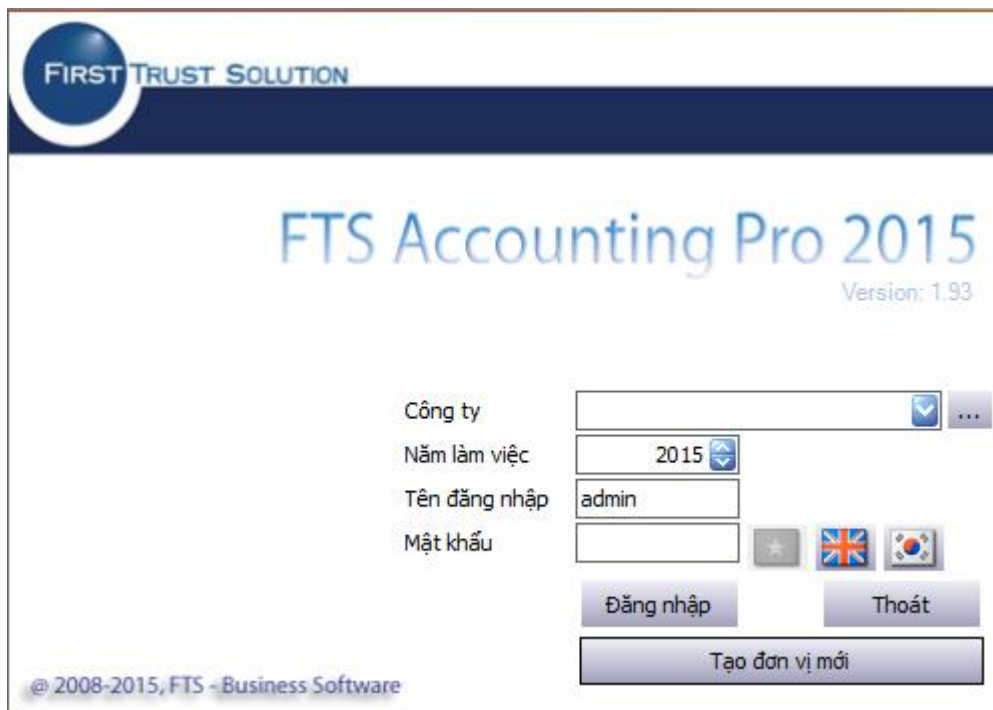 FIRST TRUST SOLUTION
FTS Accounting Pro 2015
Version: 1.93
Công ty ...
Năm làm việc 2015
Tên đăng nhập admin
Mật khẩu
Đăng nhập Thoát
Tạo đơn vị mới
@ 2008-2015, FTS - Business Software